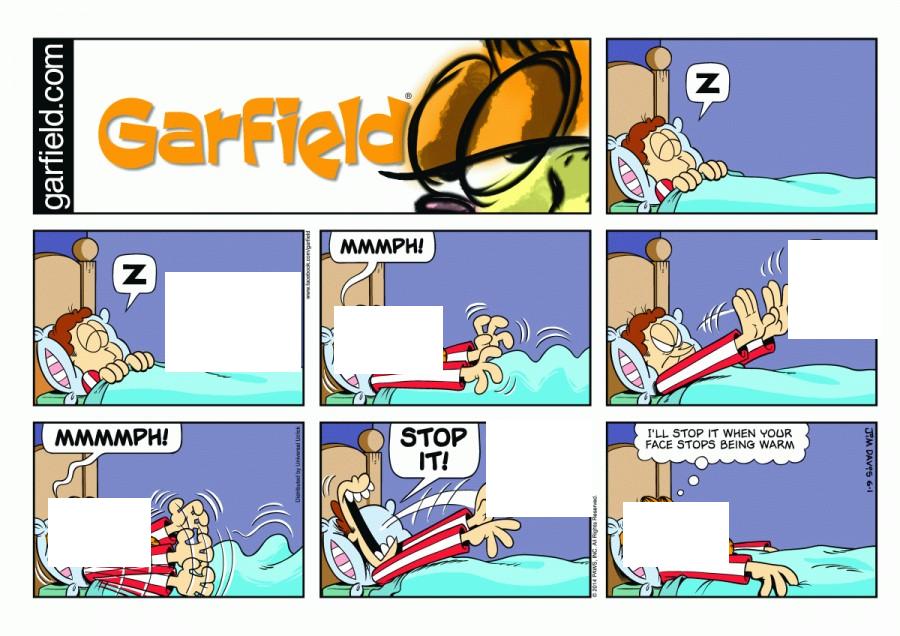 garfield.com
Garfield®
Z
Z
www.facebook.com/garfield
MMMPH!
MMMMPH!
Distributed by Universal Uclick
STOP
IT!
© 2014 PAWS, INC. All Rights Reserved.
I'LL STOP IT WHEN YOUR
FACE STOPS BEING WARM
JIM DAVIS 6-1